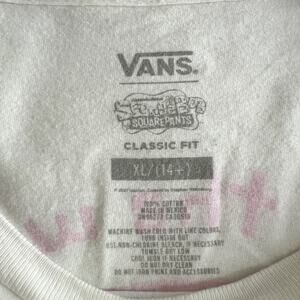 VANS.
nickelodeon
SpongeBob
SQUAREPANTS
CLASSIC FIT
XL/(14+)
100% COTTON
MADE IN MEXICO
MACHINE WASH COLD WITH LIKE COLORS,
TURN INSIDE OUT
USE NON-CHLORINE BLEACH, IF NECESSARY
TUMBLE DRY LOW
COOL IRON IF NECESSARY
DO NOT DRY CLEAN
DO NOT IRON PRINT AND ACCESSORIES